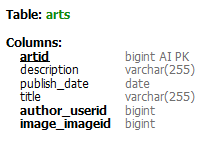 Table: arts
Columns:
artid bigint AI PK
description varchar(255)
publish_date date
title varchar(255)
author_userid bigint
image_imageid bigint